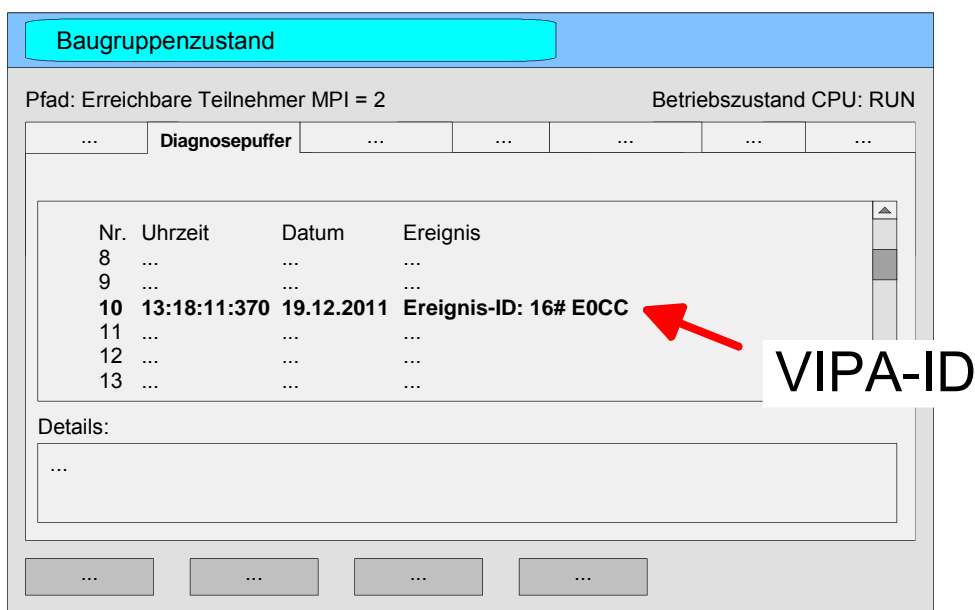 Baugruppenzustand
Pfad: Erreichbare Teilnehmer MPI = 2 Betriebszustand CPU: RUN
... Diagnosepuffer ... ... ... ... ...
Nr. Uhrzeit Datum Ereignis
8 ... ... ...
9 ... ... ...
10 13:18:11:370 19.12.2011 Ereignis-ID: 16# E0CC
11 ... ... ...
12 ... ... ...
13 ... ... ...
VIPA-ID
Details:
...
... ... ... ...